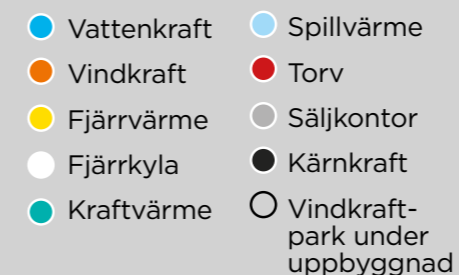 Vattenkraft
Vindkraft
Fjärrvärme
Fjärrkyla
Kraftvärme
Spillvärme
Torv
Säljkontor
Kärnkraft
Vindkraft-
park under
uppbyggnad